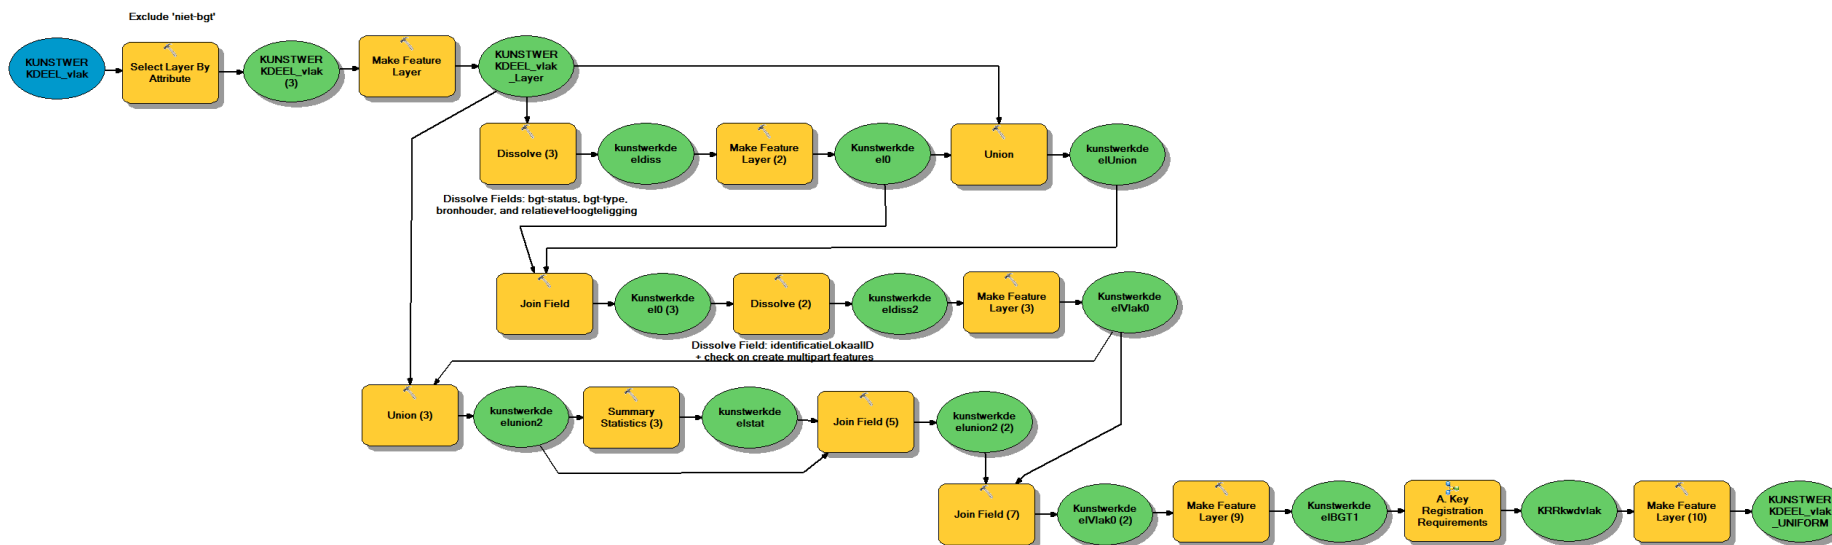 Exclude 'niet-bgt'
KUNSTWER
KDEEL_vlak
Select Layer By
Attribute
KUNSTWER
KDEEL_vlak
(3)
Make Feature
Layer
KUNSTWER
KDEEL_vlak
_Layer
Dissolve (3)
kunstwerkde
eldiss
Make Feature
Layer (2)
Kunstwerkde
el0
Union
kunstwerkde
elUnion
Dissolve Fields: bgt-status, bgt-type,
bronhouder, and relatieveHoogteligging
Join Field
Kunstwerkde
el0 (3)
Dissolve (2)
kunstwerkde
eldiss2
Make Feature
Layer (3)
Kunstwerkde
elVlak0
Dissolve Field: identificatieLokaalID
+ check on create multipart features
Union (3)
kunstwerkde
elunion2
Summary
Statistics (3)
kunstwerkde
elstat
Join Field (5)
kunstwerkde
elunion2 (2)
Join Field (7)
Kunstwerkde
elVlak0 (2)
Make Feature
Layer (9)
Kunstwerkde
elBGT1
A. Key
Registration
Requirements
KRRkwdvlak
Make Feature
Layer (10)
KUNSTWER
KDEEL_vlak
_UNIFORM